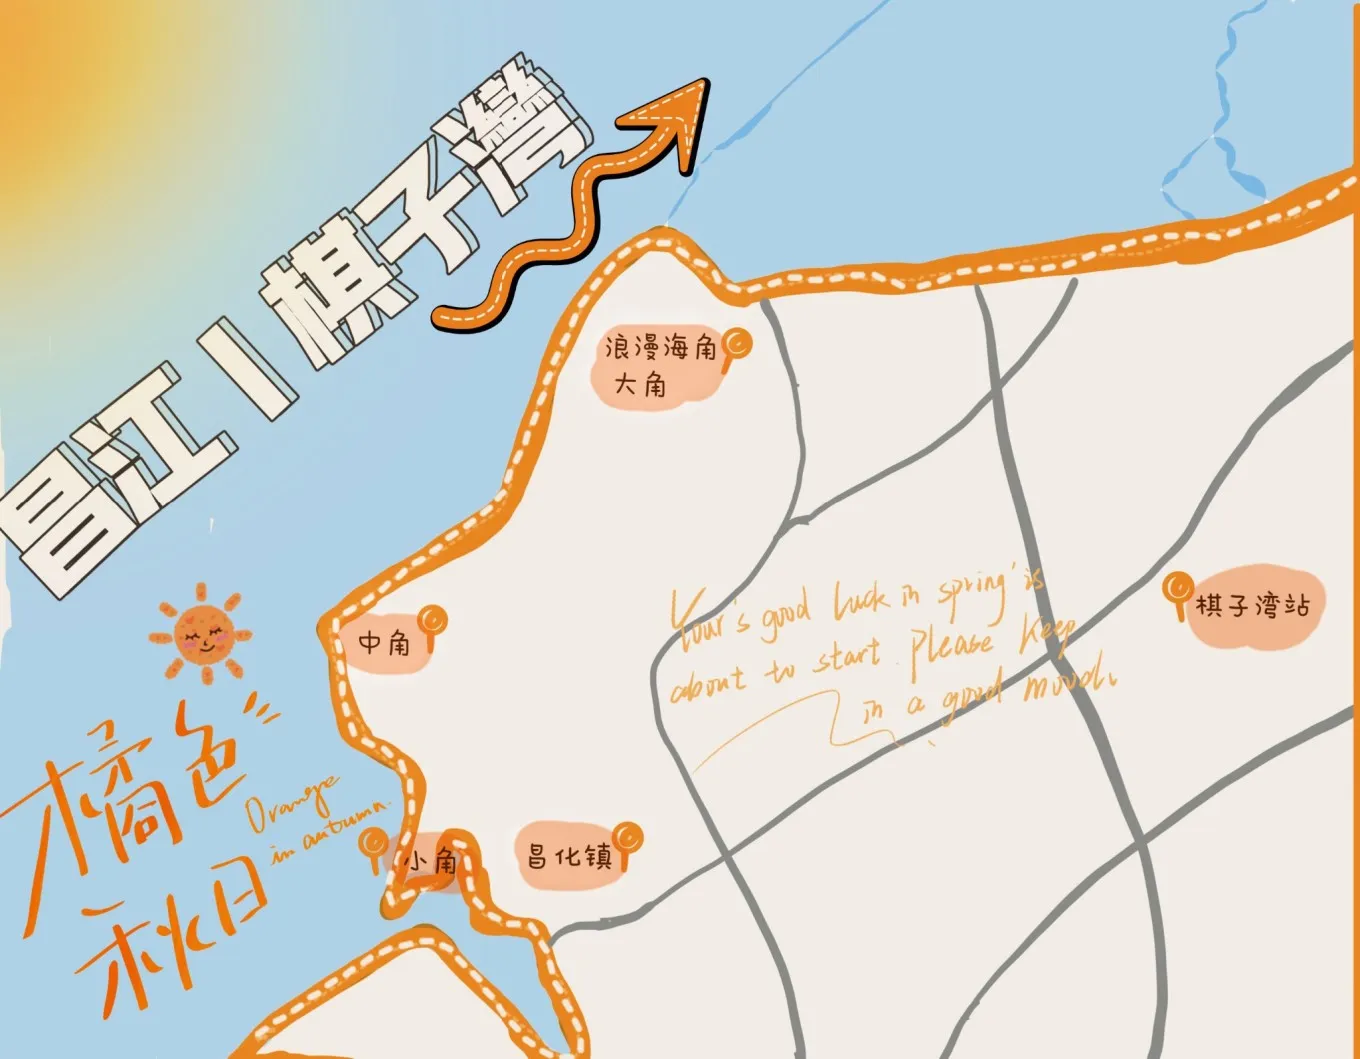 昌江|棋子灣
浪漫海角
大角
中角
棋子湾站
Your's good luck in spring' is
about to start. Please keep
in a good mood.
橘色
秋日
Orange
in autumn.
小角
昌化镇